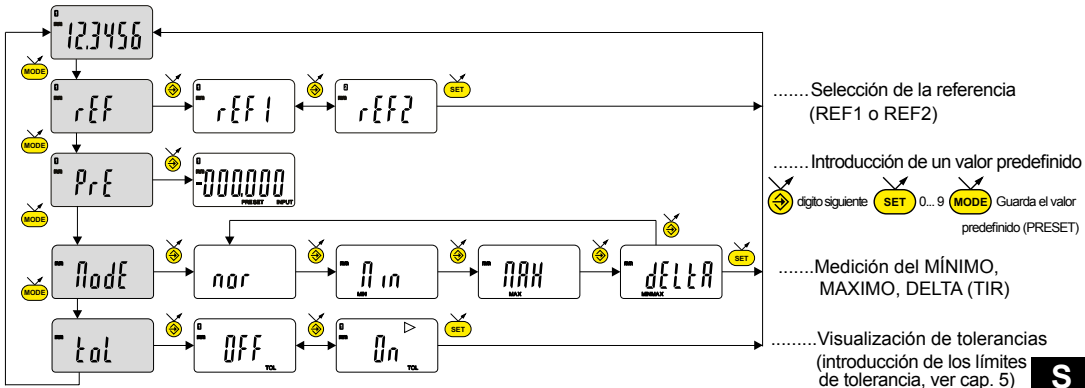 12.3456
MODE
rEF
rEF1
rEF2
SET
.......Selección de la referencia
(REF1 o REF2)
MODE
PrE
-000.000
PRESET INPUT
.......Introducción de un valor predefinido
digito siguiente SET 0... 9 MODE Guarda el valor
predefinido (PRESET)
MODE
ModE
nor
Min
MIN
MAX
MAX
dELtA
MINMAX
SET
.......Medición del MÍNIMO,
MAXIMO, DELTA (TIR)
MODE
toL
OFF
TOL
On
TOL
SET
.........Visualización de tolerancias
(introducción de los límites
de tolerancia, ver cap. 5)
S